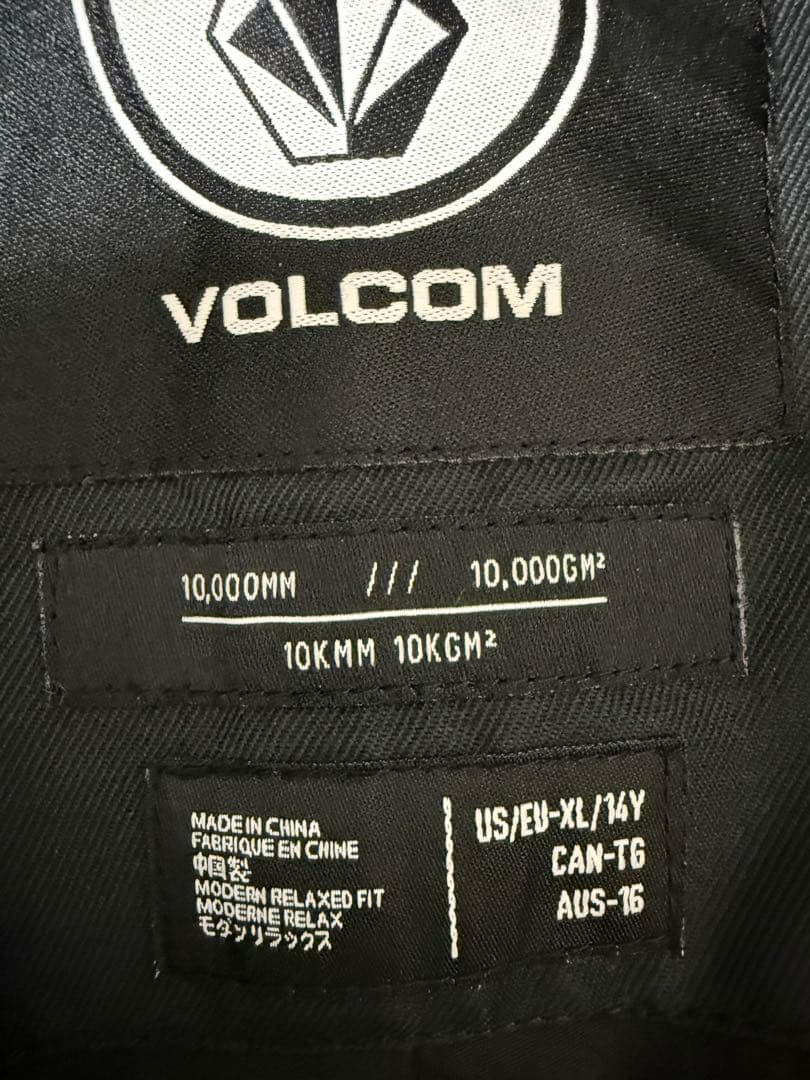 VOLCOM
10,000MM /// 10,000GM²
10KMM 10KGM²
MADE IN CHINA
FABRIQUE EN CHINE
中国製
MODERN RELAXED FIT
MODERNE RELAX
モダンリラックス
US/EU-XL/14Y
CAN-TG
AUS-16